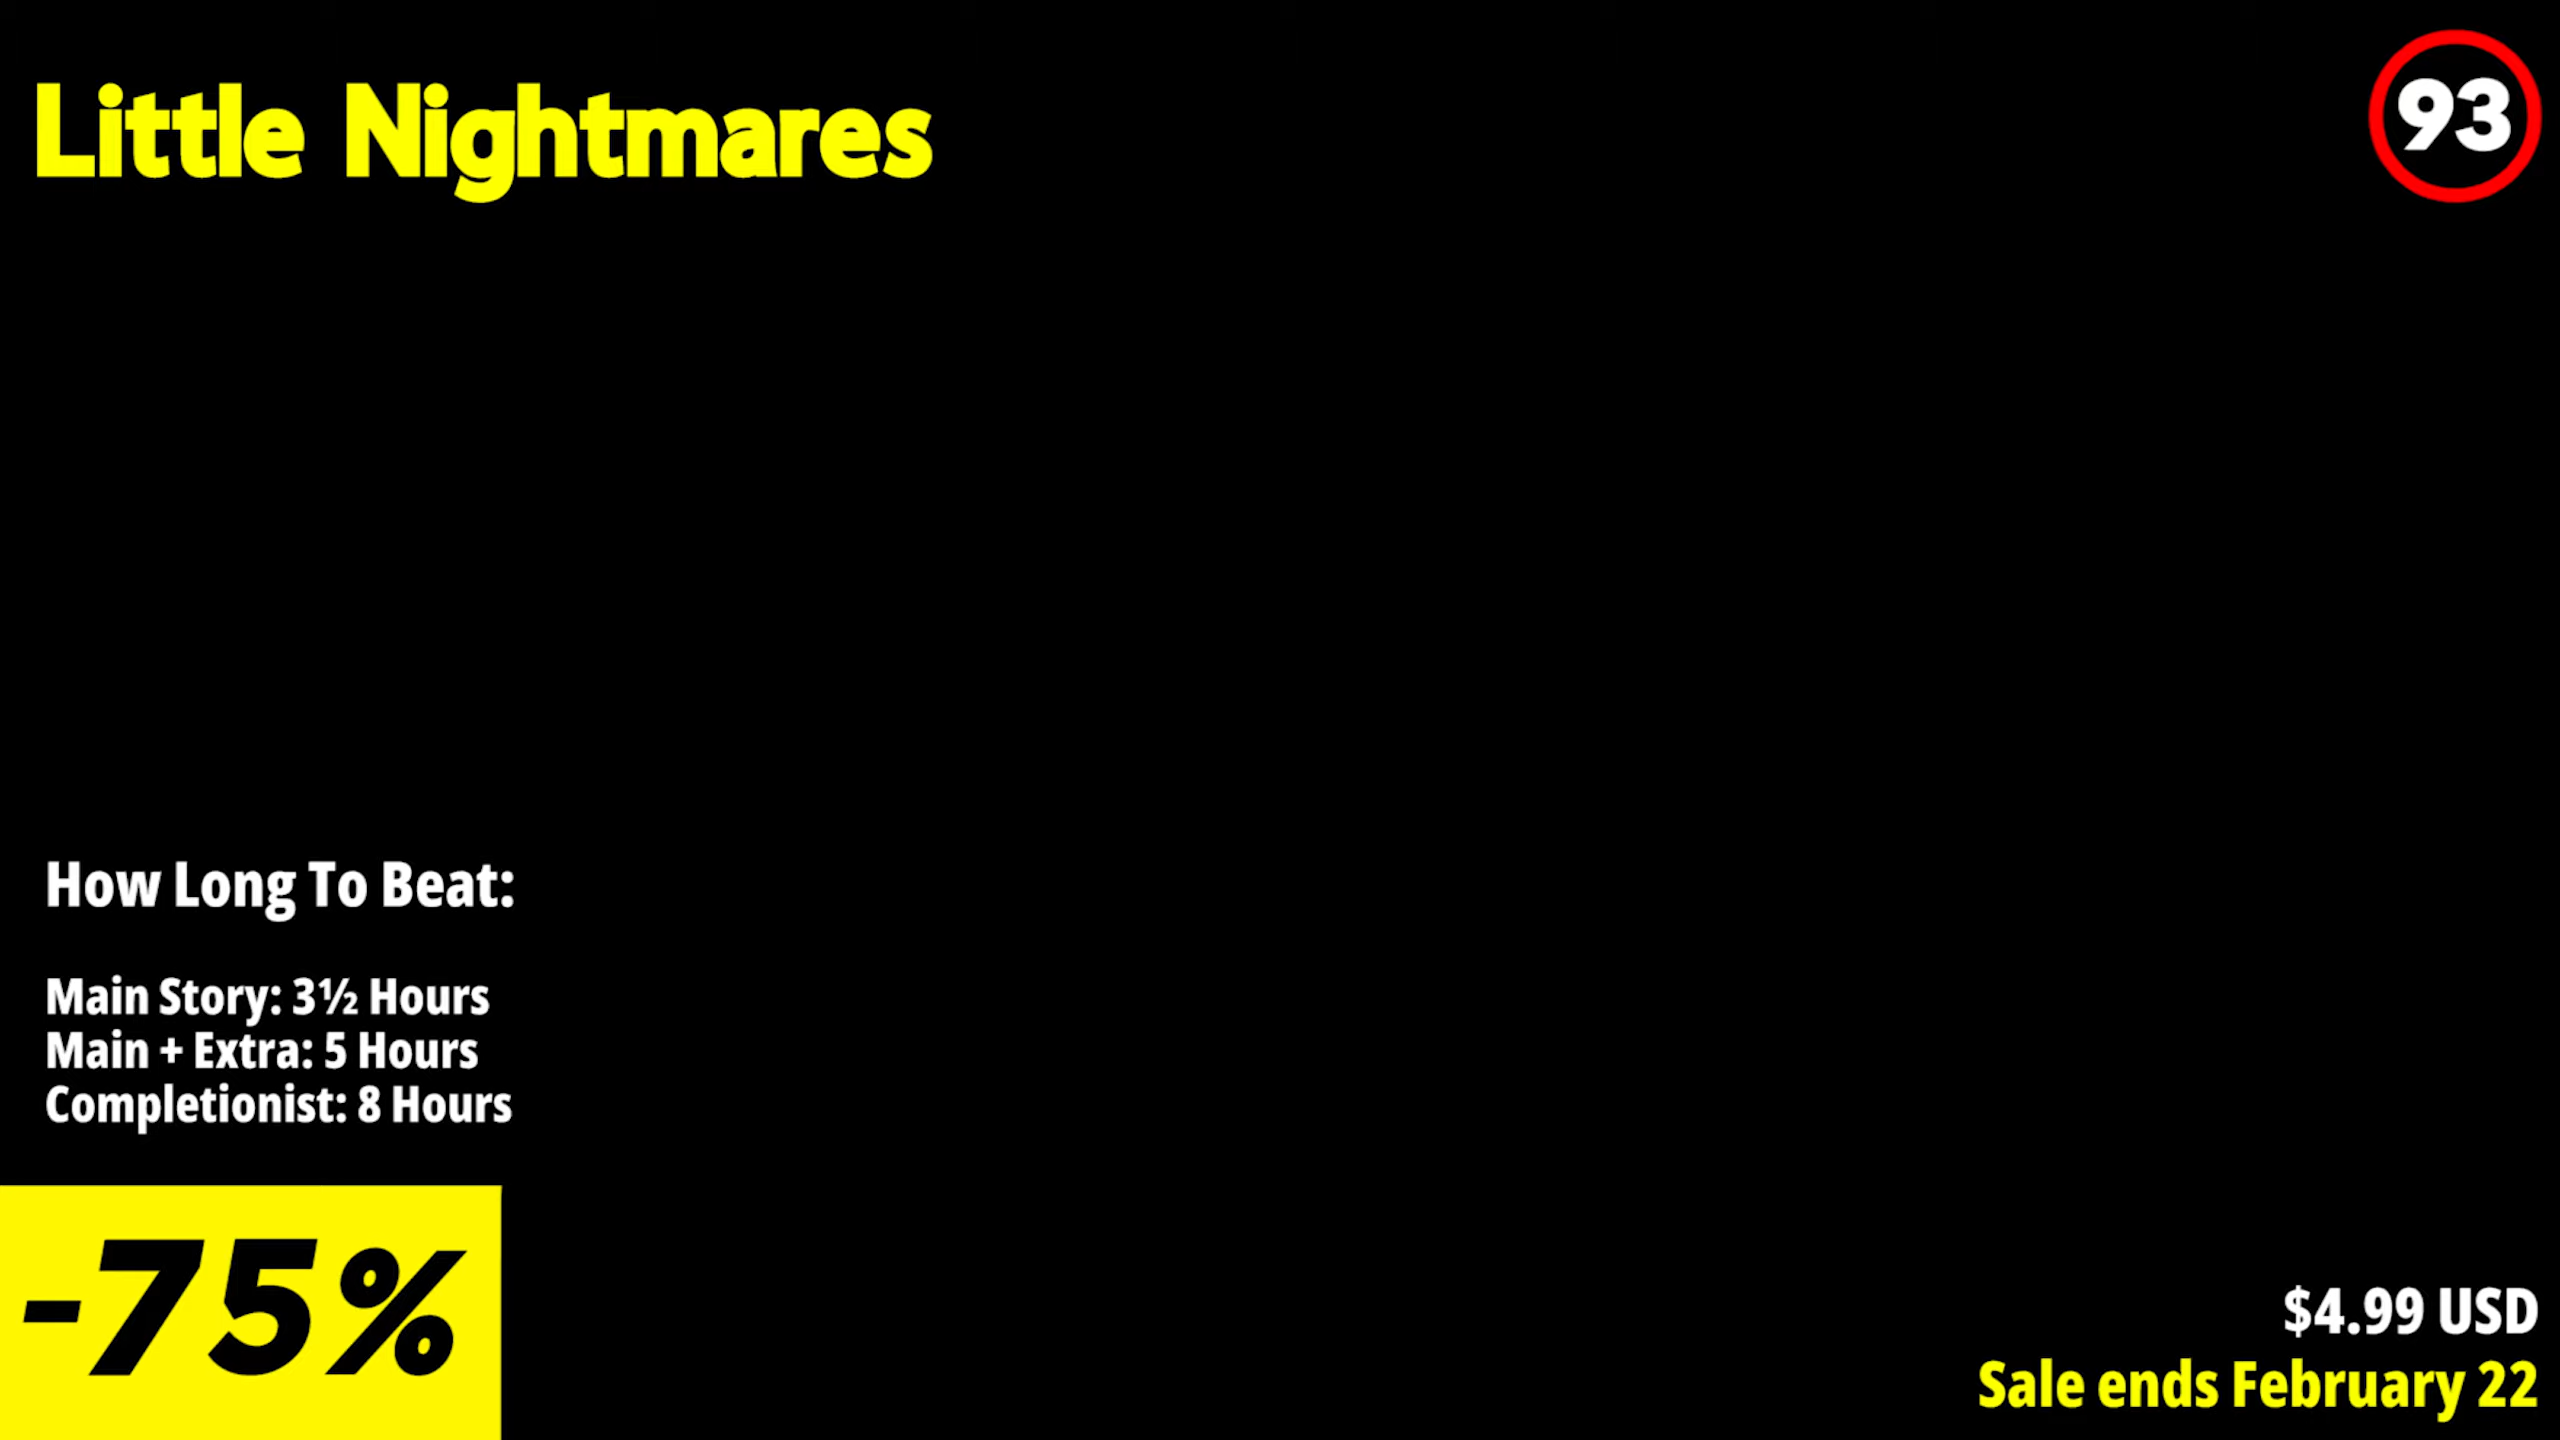 Little Nightmares
93
How Long To Beat:
Main Story: 3½ Hours
Main + Extra: 5 Hours
Completionist: 8 Hours
-75%
$4.99 USD
Sale ends February 22